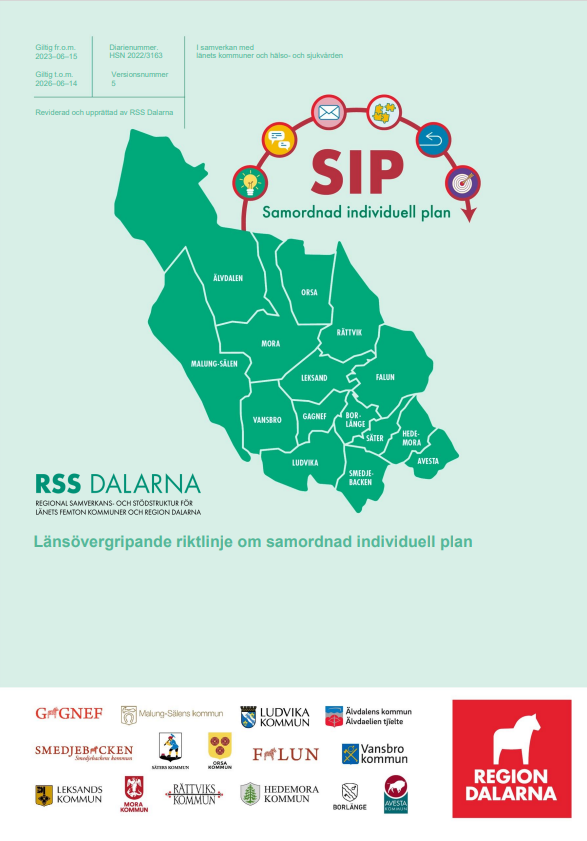 Giltig fr.o.m.
2023–06–15
Diarienummer.
HSN 2022/3163
I samverkan med
länets kommuner och hälso- och sjukvården
Giltig t.o.m.
2026–06–14
Versionsnummer
5
Reviderad och upprättad av RSS Dalarna
SIP
Samordnad individuell plan
ÄLVDALEN
ORSA
RÄTTVIK
MORA
MALUNG-SÄLEN
LEKSAND
FALUN
VANSBRO
GAGNEF
BOR-
LÄNGE
SÄTER
HEDE-
MORA
AVESTA
LUDVIKA
SMEDJE-
BACKEN
RSS DALARNA
REGIONAL SAMVERKANS- OCH STÖDSTRUKTUR FÖR
LÄNETS FEMTON KOMMUNER OCH REGION DALARNA
Länsövergripande riktlinje om samordnad individuell plan
GAGNEF
Malung-Sälens kommun
LUDVIKA
KOMMUN
Älvdalens kommun
Älvdaelien tjielte
SMEDJEBACKEN
Smedjebackens kommun
SÄTERS KOMMUN
ORSA
KOMMUN
FALUN
Vansbro
kommun
LEKSANDS
KOMMUN
MORA
KOMMUN
RÄTTVIKS
KOMMUN
HEDEMORA
KOMMUN
BORLÄNGE
AVESTA
KOMMUN
REGION
DALARNA